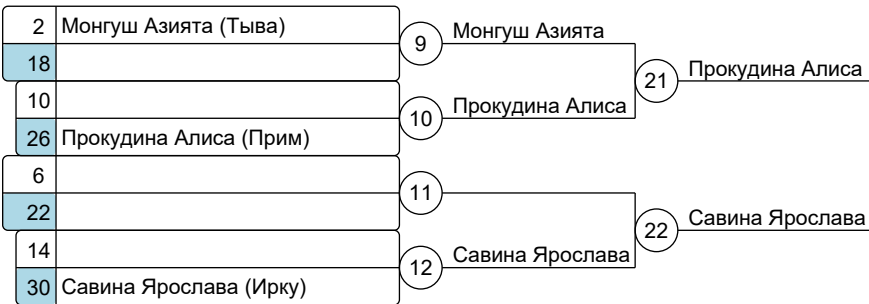 2 Монгуш Азията (Тыва)
9 Монгуш Азията
18
21 Прокудина Алиса
10
10 Прокудина Алиса
26 Прокудина Алиса (Прим)
6
11
22
22 Савина Ярослава
14
12 Савина Ярослава
30 Савина Ярослава (Ирку)